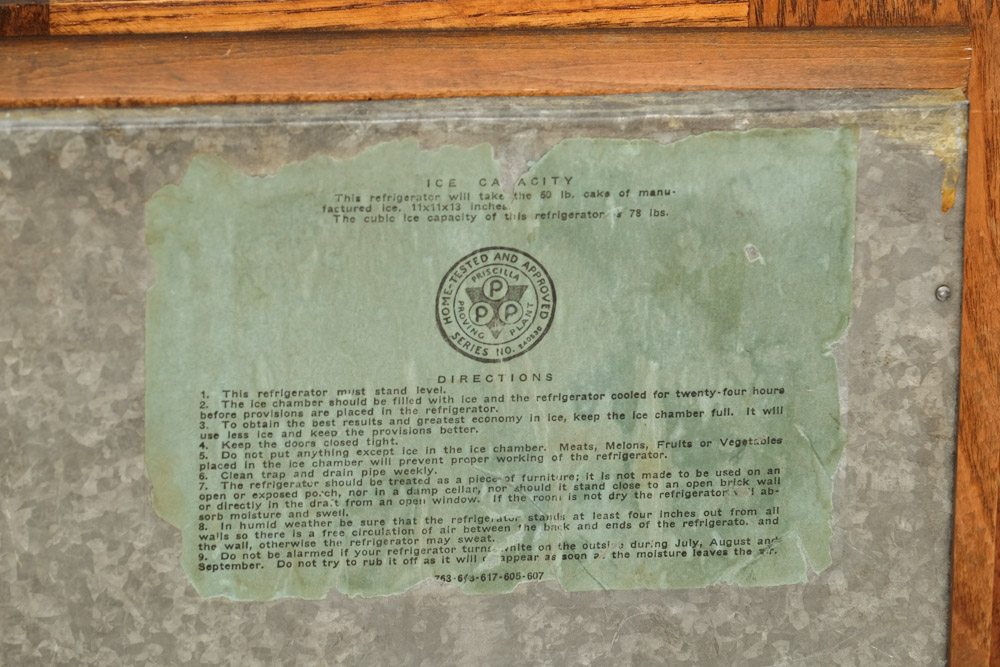 ICE CAPACITY
This refrigerator will take the 50 lb. cake of manu-
factured ice, 11x11x13 inches.
The cubic ice capacity of this refrigerator is 78 lbs.
HOME-TESTED AND APPROVED
PRISCILLA
P
P P
PROVING PLANT
SERIES NO.
DIRECTIONS
1. This refrigerator must stand level.
2. The ice chamber should be filled with ice and the refrigerator cooled for twenty-four hours
before provisions are placed in the refrigerator.
3. To obtain the best results and greatest economy in ice, keep the ice chamber full. It will
use less ice and keep the provisions better.
4. Keep the doors closed tight.
5. Do not put anything except ice in the ice chamber. Meats, Melons, Fruits or Vegetables
placed in the ice chamber will prevent proper working of the refrigerator.
6. Clean trap and drain pipe weekly.
7. The refrigerator should be treated as a piece of furniture; it is not made to be used on an
open or exposed porch, nor in a damp cellar, nor should it stand close to an open brick wall
or directly in the draft from an open window. If the room is not dry the refrigerator will ab-
sorb moisture and swell.
8. In humid weather be sure that the refrigerator stands at least four inches out from all
walls so there is a free circulation of air between the back and ends of the refrigerator and
the wall, otherwise the refrigerator may sweat.
9. Do not be alarmed if your refrigerator turns white on the outside during July, August and
September. Do not try to rub it off as it will disappear as soon as the moisture leaves the air.
-617-605-607